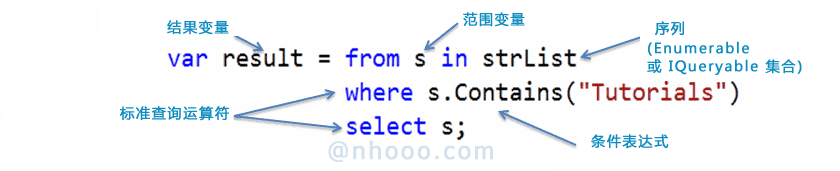 结果变量
范围变量
序列
(Enumerable
或 IQueryable 集合)
var result = from s in strList
where s.Contains("Tutorials")
select s;
标准查询运算符
条件表达式
@nhooo.com